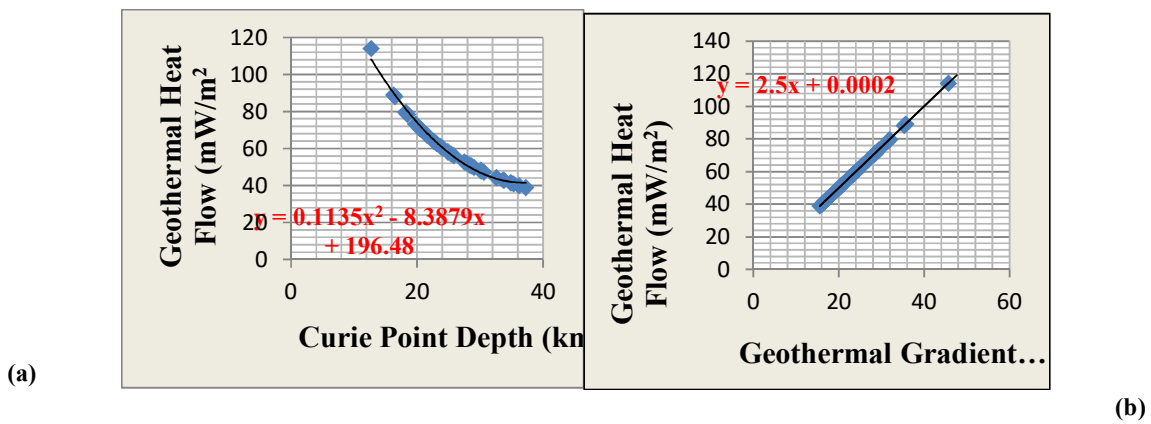 Geothermal Heat
Flow (mW/m²)
120
100
80
60
40
20
0
0
20
40
y = 0.1135x² - 8.3879x
+ 196.48
Curie Point Depth (km
(a)
Geothermal Heat
Flow (mW/m²)
140
120
100
80
60
40
20
0
0
20
40
60
y = 2.5x + 0.0002
Geothermal Gradient…
(b)